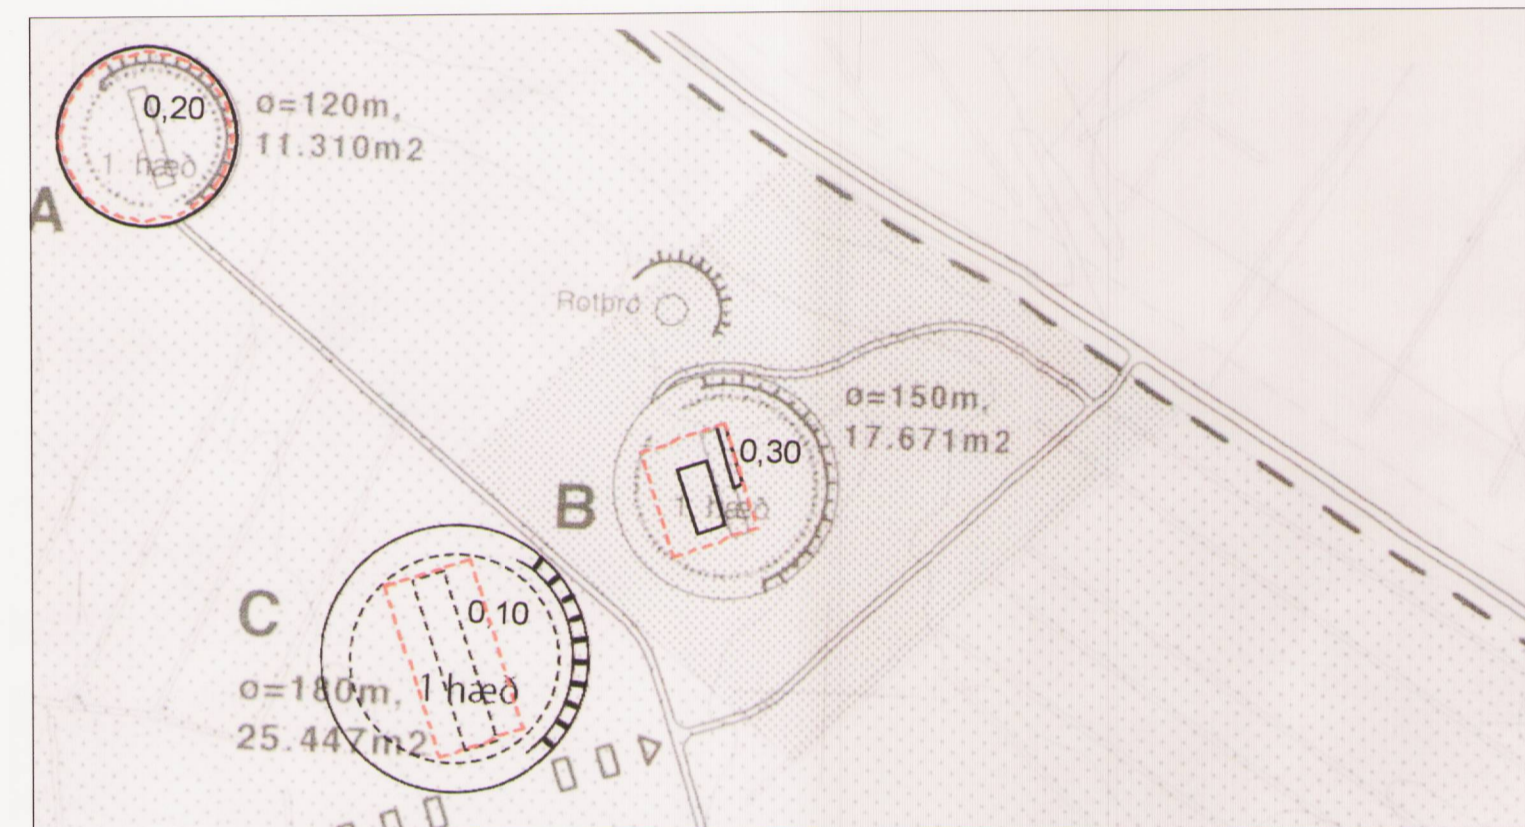 0,20
1. hæð
ø=120m,
11.310m2
A
Rotþró
ø=150m,
17.671m2
0,30
1. hæð
B
C
0,10
1 hæð
ø=180m,
25.447m2